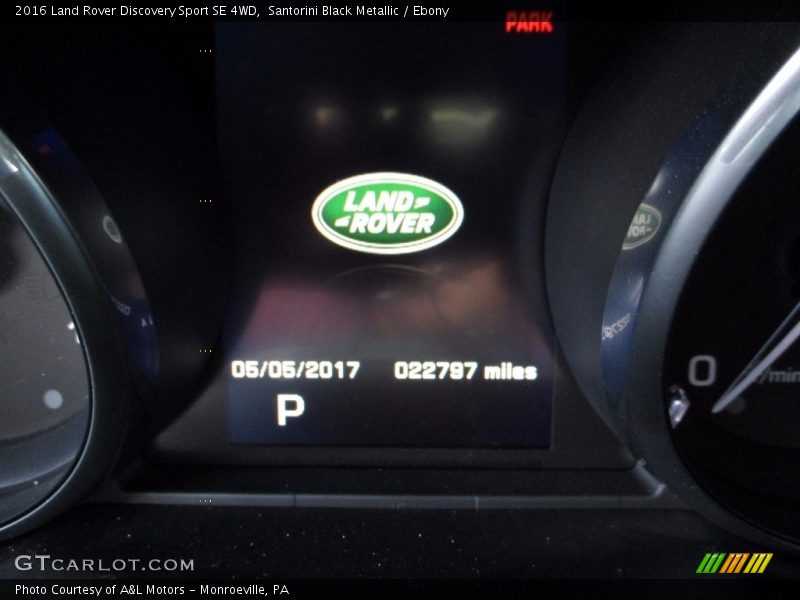 2016 Land Rover Discovery Sport SE 4WD, Santorini Black Metallic / Ebony
PARK
LAND
ROVER
05/05/2017 022797 miles
P
0
/min
GTCARLOT.COM
Photo Courtesy of A&L Motors - Monroeville, PA